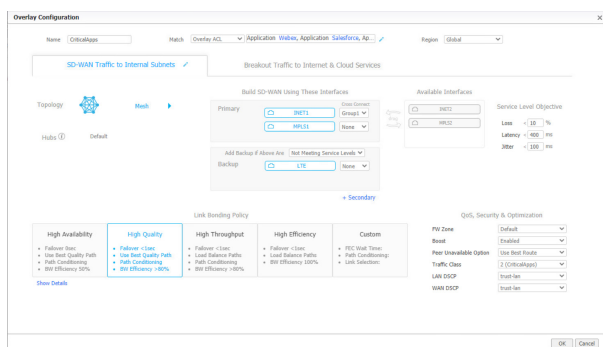 Overlay Configuration
Name CriticalApps Match Overlay ACL Application Webex, Application Salesforce, Ap... Region Global
SD-WAN Traffic to Internal Subnets Breakout Traffic to Internet & Cloud Services
Build SD-WAN Using These Interfaces Available Interfaces
Topology Mesh
Primary Cross Connect
INET1 Group1
MPLS1 None
INET2
MPLS2
Service Level Objective
Loss < 10 %
Latency < 400 ms
Jitter < 100 ms
Hubs Default
Add Backup if Above Are Not Meeting Service Levels
Backup LTE None
+ Secondary
Link Bonding Policy
High Availability
Failover 0sec
Use Best Quality Path
Path Conditioning
BW Efficiency 50%
High Quality
Failover <1sec
Use Best Quality Path
Path Conditioning
BW Efficiency >80%
High Throughput
Failover <1sec
Load Balance Paths
Path Conditioning
BW Efficiency >80%
High Efficiency
Failover <1sec
Load Balance Paths
BW Efficiency 100%
Custom
FEC Wait Time:
Path Conditioning:
Link Selection:
Show Details
QoS, Security & Optimization
FW Zone Default
Boost Enabled
Peer Unavailable Option Use Best Route
Traffic Class 2 (CriticalApps)
LAN DSCP trust-lan
WAN DSCP trust-lan
OK Cancel